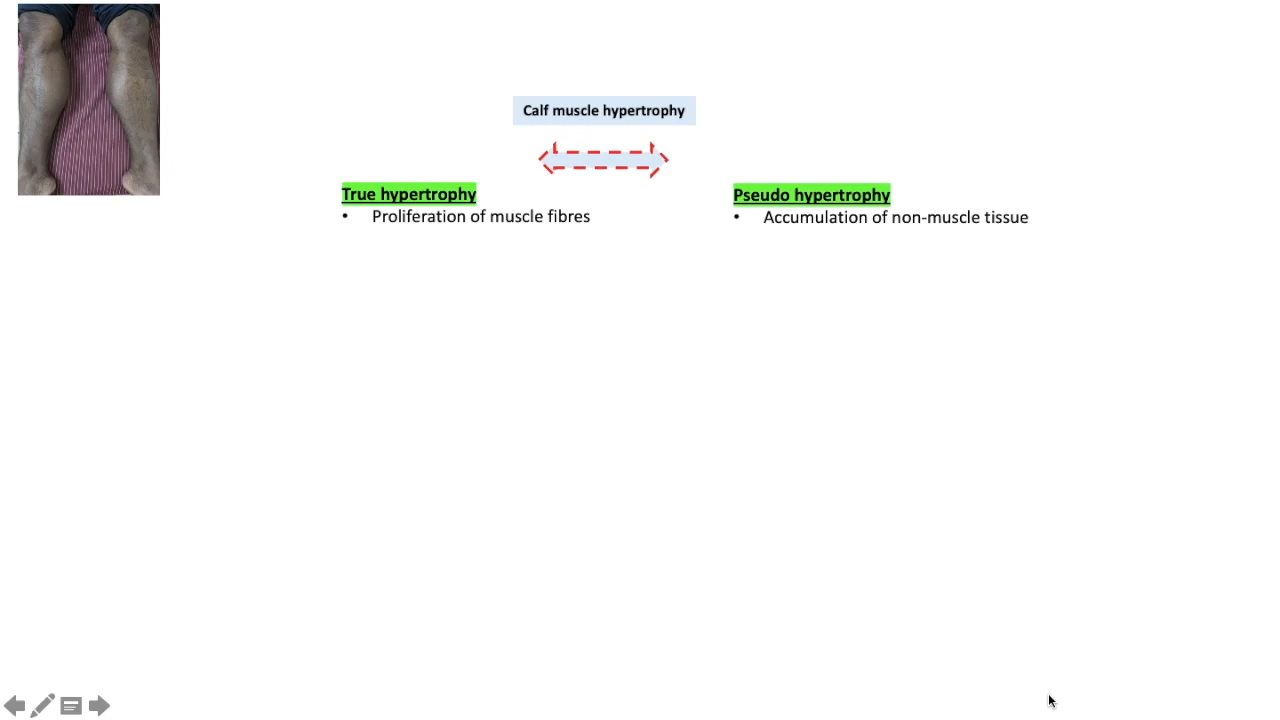 Calf muscle hypertrophy
True hypertrophy
• Proliferation of muscle fibres
Pseudo hypertrophy
• Accumulation of non-muscle tissue